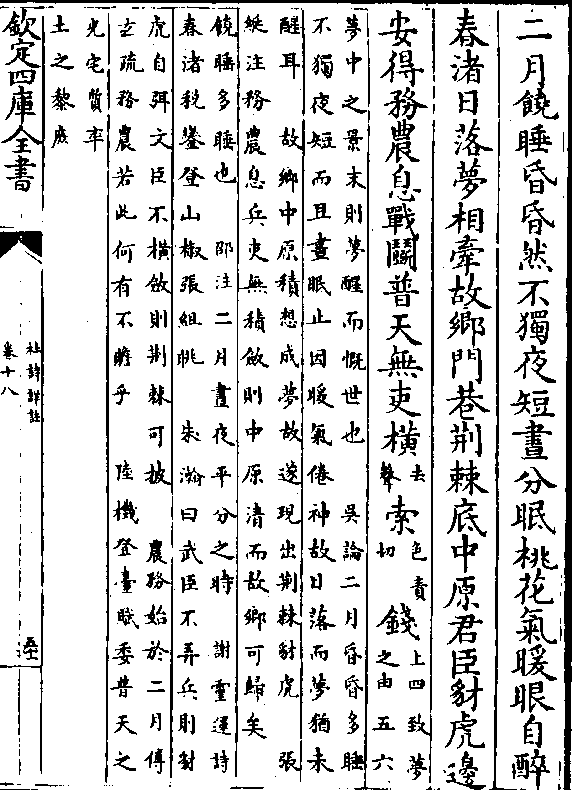 二月饒睡昏昏然不獨夜短晝分眠桃花氣暖眼自醉
春渚日落夢相牽故鄉門巷荊棘底中原君臣豺虎邊
安得務農息戰鬬普天無吏橫去聲索色責切錢上四致夢之由五六
夢中之景末則夢醒而慨世也　吳論二月昏昏多睡
不獨夜短而且晝眠止因暖氣倦神故日落而夢猶未
醒耳　故鄉中原積想成夢故遂現出荊棘豺虎　張
綖注務農息兵吏無積斂則中原清而故鄉可歸矣
饒睡多睡也　邵注二月晝夜平分之時　謝靈運詩
春渚稅鑾登山椒張組眺　朱瀚曰武臣不弄兵則豺
虎自弭文臣不橫斂則荊棘可披　農務始於二月傅
玄疏務農若此何有不贍乎　陸機登臺賦委普天之
光宅質率
土之黎庶
欽定四庫全書
杜詩詳註
卷十八